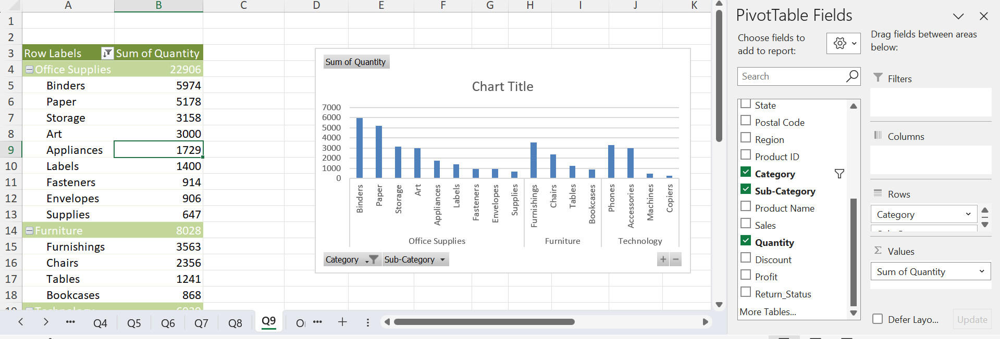 A B C D E F G H I J K
1
2
3 Row Labels Sum of Quantity
4 Office Supplies 22906
5 Binders 5974
6 Paper 5178
7 Storage 3158
8 Art 3000
9 Appliances 1729
10 Labels 1400
11 Fasteners 914
12 Envelopes 906
13 Supplies 647
14 Furniture 8028
15 Furnishings 3563
16 Chairs 2356
17 Tables 1241
18 Bookcases 868
Sum of Quantity
Chart Title
7000
6000
5000
4000
3000
2000
1000
0
Binders
Paper
Storage
Art
Appliances
Labels
Fasteners
Envelopes
Supplies
Furnishings
Chairs
Tables
Bookcases
Phones
Accessories
Machines
Copiers
Office Supplies Furniture Technology
Category Sub-Category + −
Q4 Q5 Q6 Q7 Q8 Q9
PivotTable Fields
Choose fields to
add to report:
Search
State
Postal Code
Region
Product ID
Category
Sub-Category
Product Name
Sales
Quantity
Discount
Profit
Return_Status
More Tables...
Drag fields between areas
below:
Filters
Columns
Rows
Category
Σ Values
Sum of Quantity
Defer Layo... Update